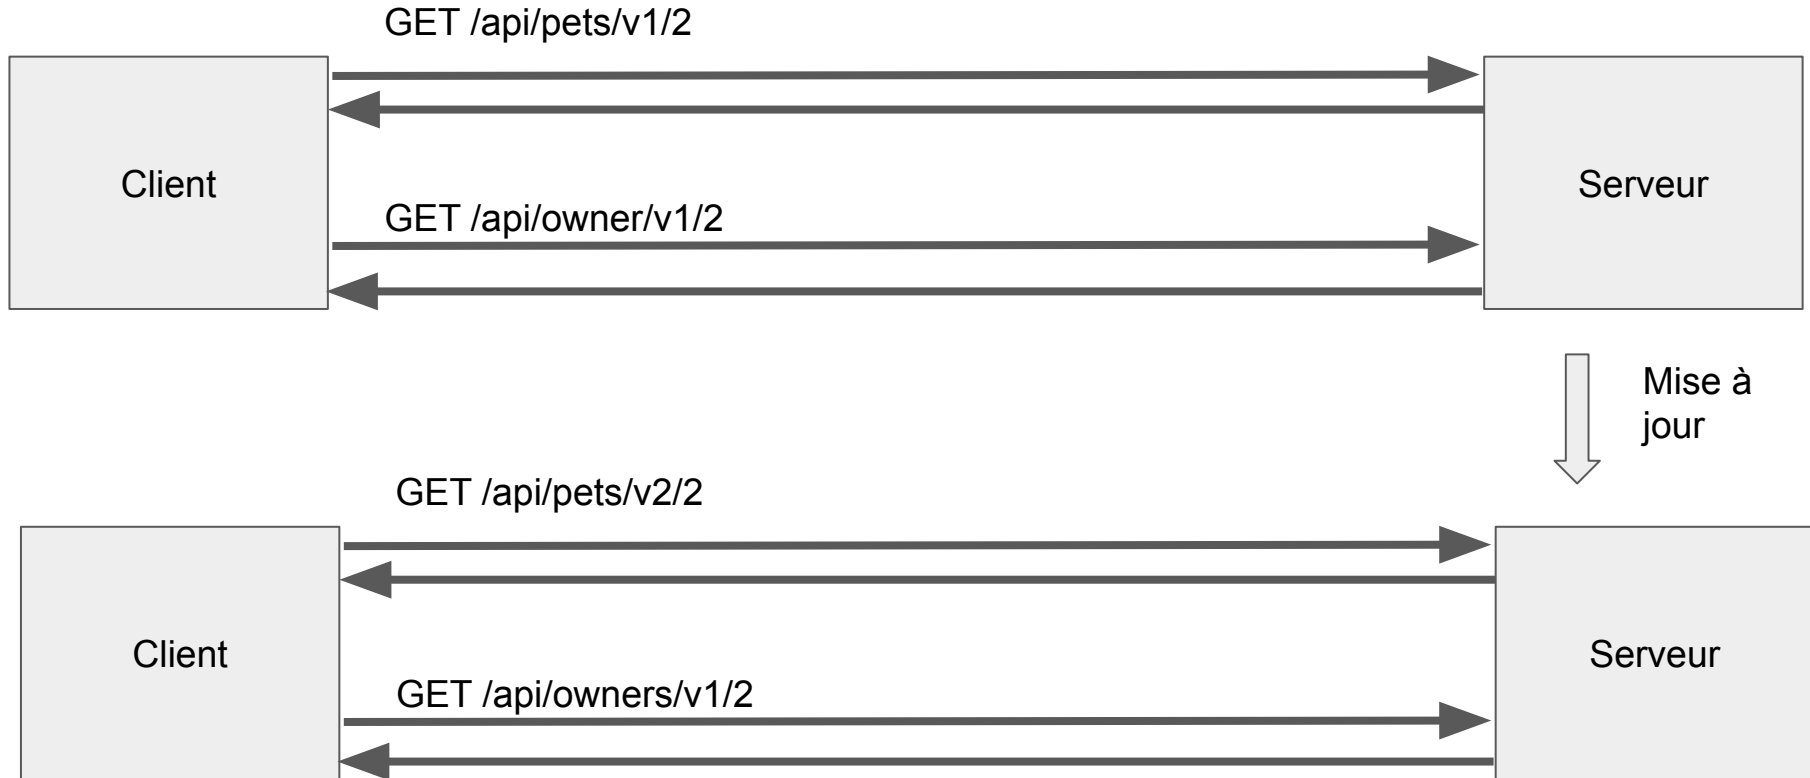 GET /api/pets/v1/2
Client
Serveur
GET /api/owner/v1/2
Mise à
jour
GET /api/pets/v2/2
Client
Serveur
GET /api/owners/v1/2